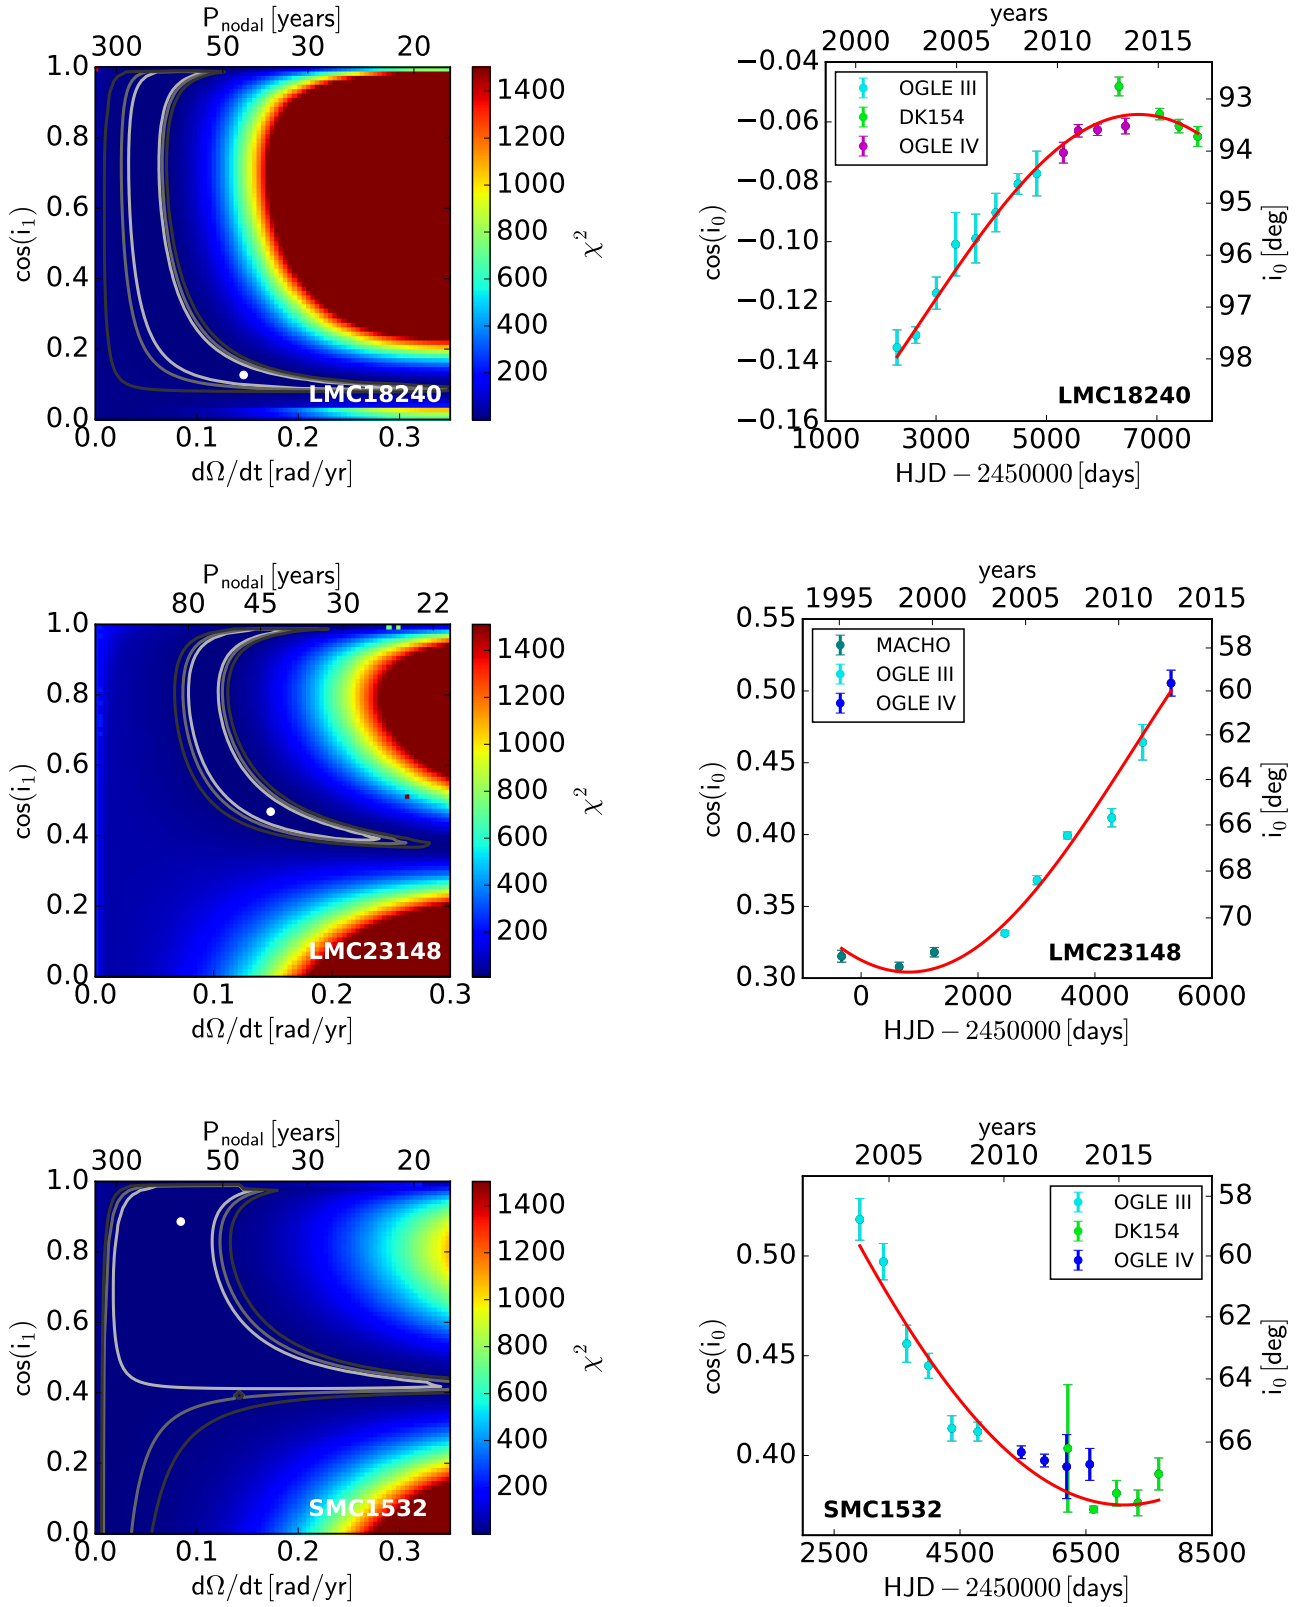 P_nodal [years]
300 50 30 20
1.0
0.8
0.6
0.4
0.2
0.0
cos(i₁)
LMC18240
0.0 0.1 0.2 0.3
dΩ/dt [rad/yr]
1400
1200
1000
800
600
400
200
χ²
years
2000 2005 2010 2015
−0.04
−0.06
−0.08
−0.10
−0.12
−0.14
−0.16
cos(i₀)
OGLE III
DK154
OGLE IV
LMC18240
93
94
95
96
97
98
i₀ [deg]
1000 3000 5000 7000
HJD − 2450000 [days]
P_nodal [years]
80 45 30 22
1.0
0.8
0.6
0.4
0.2
0.0
cos(i₁)
LMC23148
0.0 0.1 0.2 0.3
dΩ/dt [rad/yr]
1400
1200
1000
800
600
400
200
χ²
years
1995 2000 2005 2010 2015
0.55
0.50
0.45
0.40
0.35
0.30
cos(i₀)
MACHO
OGLE III
OGLE IV
LMC23148
58
60
62
64
66
68
70
i₀ [deg]
0 2000 4000 6000
HJD − 2450000 [days]
P_nodal [years]
300 50 30 20
1.0
0.8
0.6
0.4
0.2
0.0
cos(i₁)
SMC1532
0.0 0.1 0.2 0.3
dΩ/dt [rad/yr]
1400
1200
1000
800
600
400
200
χ²
years
2005 2010 2015
0.50
0.45
0.40
cos(i₀)
OGLE III
DK154
OGLE IV
SMC1532
58
60
62
64
66
i₀ [deg]
2500 4500 6500 8500
HJD − 2450000 [days]